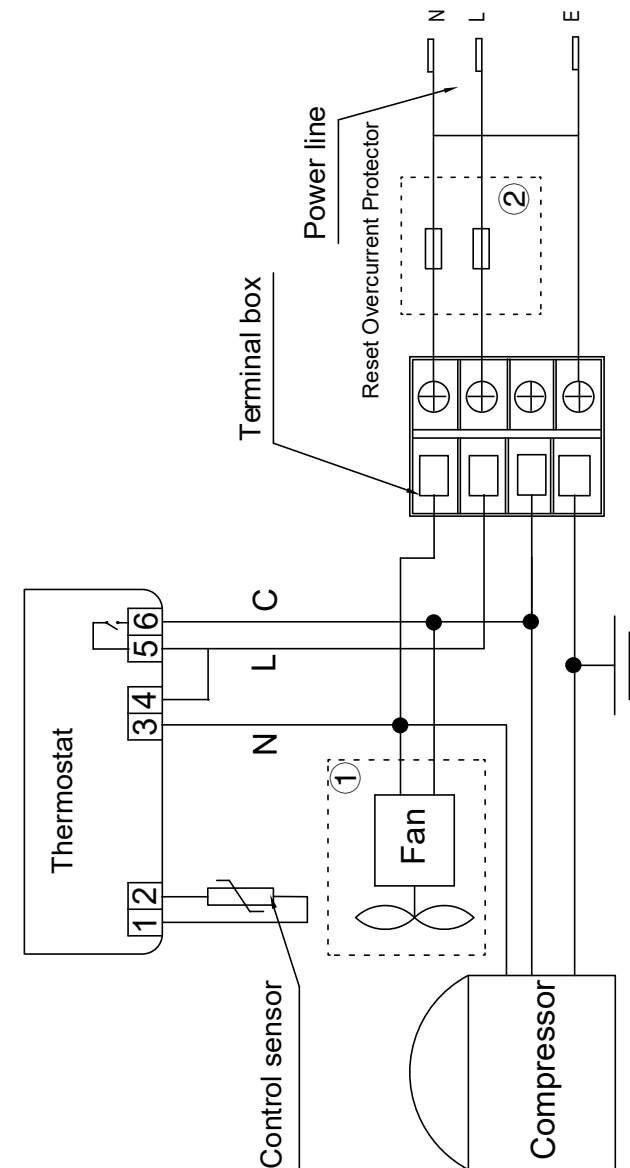 Thermostat
1
2
3
4
5
6
N
L
C
Control sensor
①
Fan
Compressor
Terminal box
Power line
Reset Overcurrent Protector
②
N
L
E